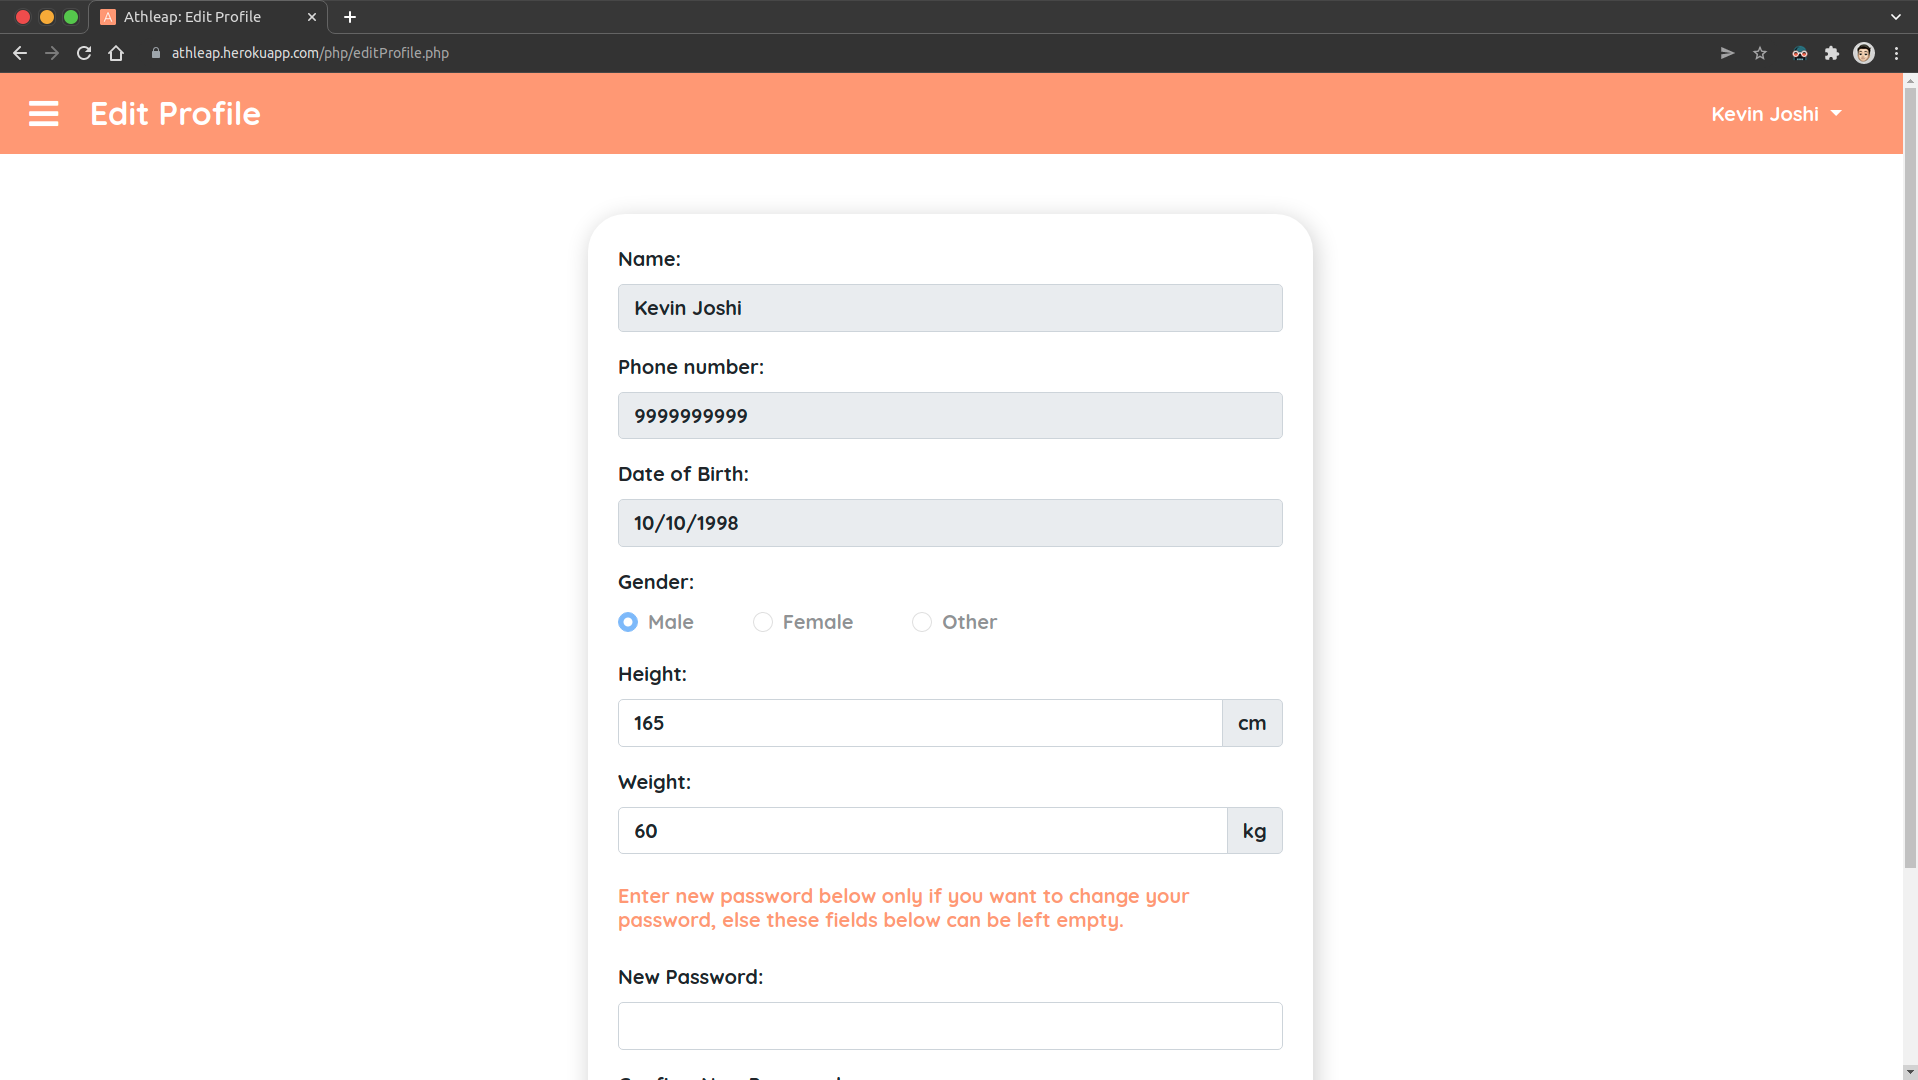 Athleap: Edit Profile
athleap.herokuapp.com/php/editProfile.php
Edit Profile
Kevin Joshi
Name:
Kevin Joshi
Phone number:
9999999999
Date of Birth:
10/10/1998
Gender:
Male Female Other
Height:
165 cm
Weight:
60 kg
Enter new password below only if you want to change your
password, else these fields below can be left empty.
New Password: